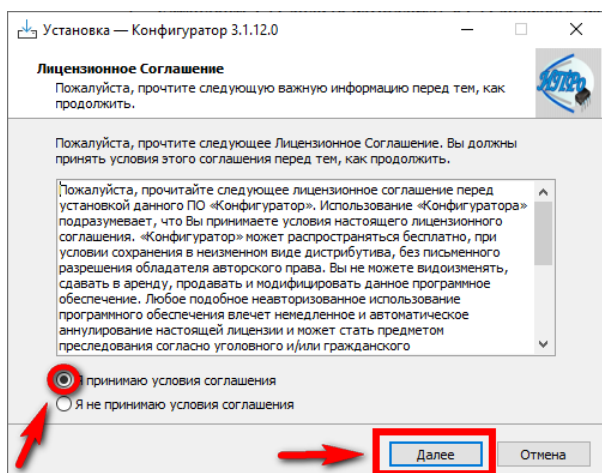 Установка — Конфигуратор 3.1.12.0
Лицензионное Соглашение
Пожалуйста, прочтите следующую важную информацию перед тем, как
продолжить.
Пожалуйста, прочтите следующее Лицензионное Соглашение. Вы должны
принять условия этого соглашения перед тем, как продолжить.
Пожалуйста, прочитайте следующее лицензионное соглашение перед
установкой данного ПО «Конфигуратор». Использование «Конфигуратора»
подразумевает, что Вы принимаете условия настоящего лицензионного
соглашения. «Конфигуратор» может распространяться бесплатно, при
условии сохранения в неизменном виде дистрибутива, без письменного
разрешения обладателя авторского права. Вы не можете видоизменять,
сдавать в аренду, продавать и модифицировать данное программное
обеспечение. Любое подобное неавторизованное использование
программного обеспечения влечет немедленное и автоматическое
аннулирование настоящей лицензии и может стать предметом
преследования согласно уголовного и/или гражданского
Я принимаю условия соглашения
Я не принимаю условия соглашения
Далее
Отмена